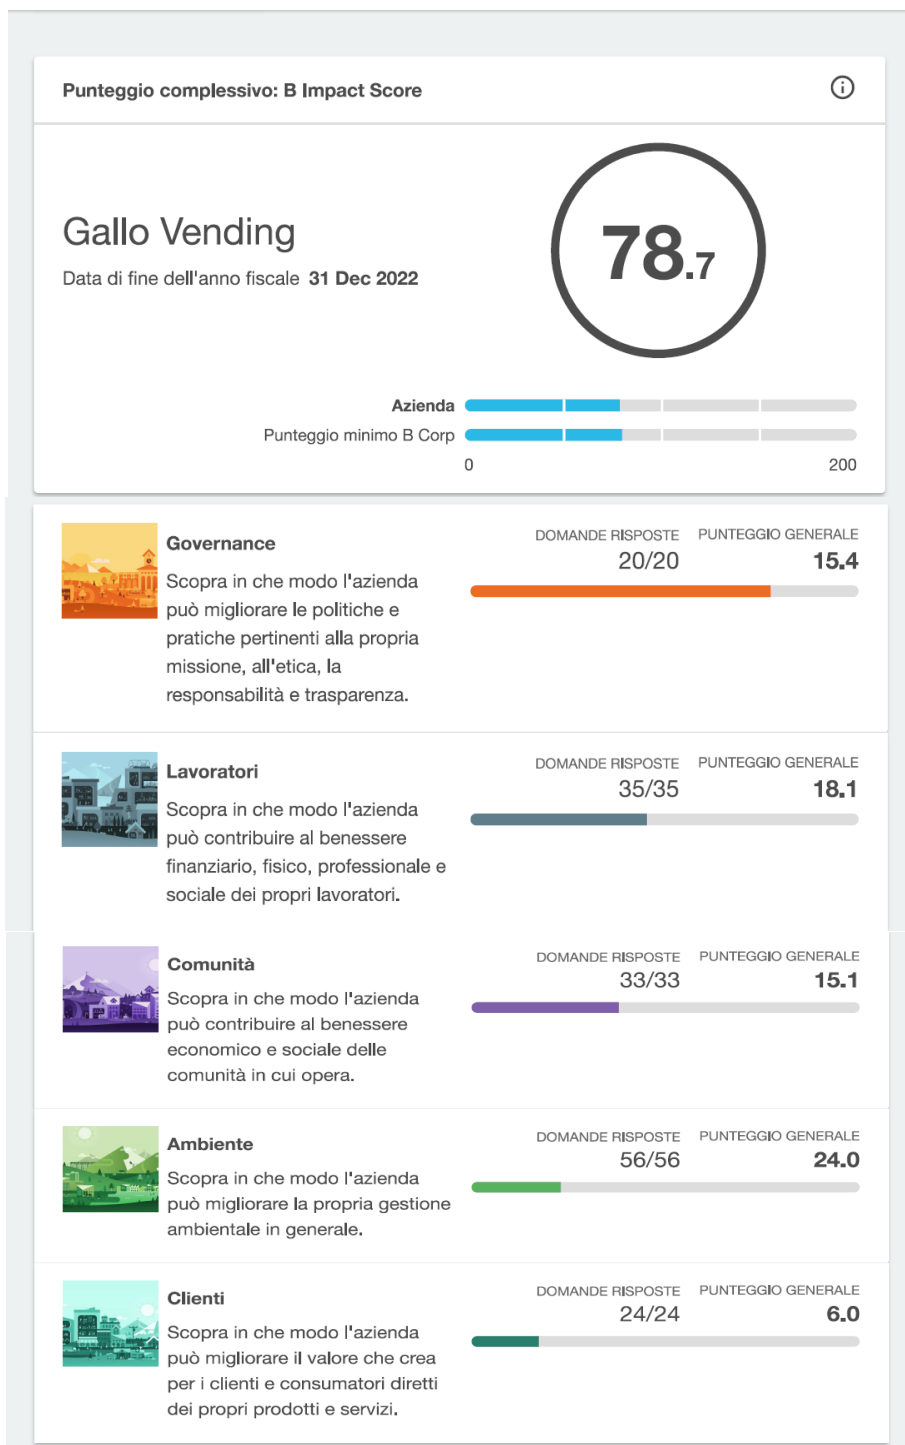 Punteggio complessivo: B Impact Score
Gallo Vending
Data di fine dell'anno fiscale 31 Dec 2022
78.7
Azienda
Punteggio minimo B Corp
0 200
Governance
Scopra in che modo l'azienda
può migliorare le politiche e
pratiche pertinenti alla propria
missione, all'etica, la
responsabilità e trasparenza.
DOMANDE RISPOSTE PUNTEGGIO GENERALE
20/20 15.4
Lavoratori
Scopra in che modo l'azienda
può contribuire al benessere
finanziario, fisico, professionale e
sociale dei propri lavoratori.
DOMANDE RISPOSTE PUNTEGGIO GENERALE
35/35 18.1
Comunità
Scopra in che modo l'azienda
può contribuire al benessere
economico e sociale delle
comunità in cui opera.
DOMANDE RISPOSTE PUNTEGGIO GENERALE
33/33 15.1
Ambiente
Scopra in che modo l'azienda
può migliorare la propria gestione
ambientale in generale.
DOMANDE RISPOSTE PUNTEGGIO GENERALE
56/56 24.0
Clienti
Scopra in che modo l'azienda
può migliorare il valore che crea
per i clienti e consumatori diretti
dei propri prodotti e servizi.
DOMANDE RISPOSTE PUNTEGGIO GENERALE
24/24 6.0